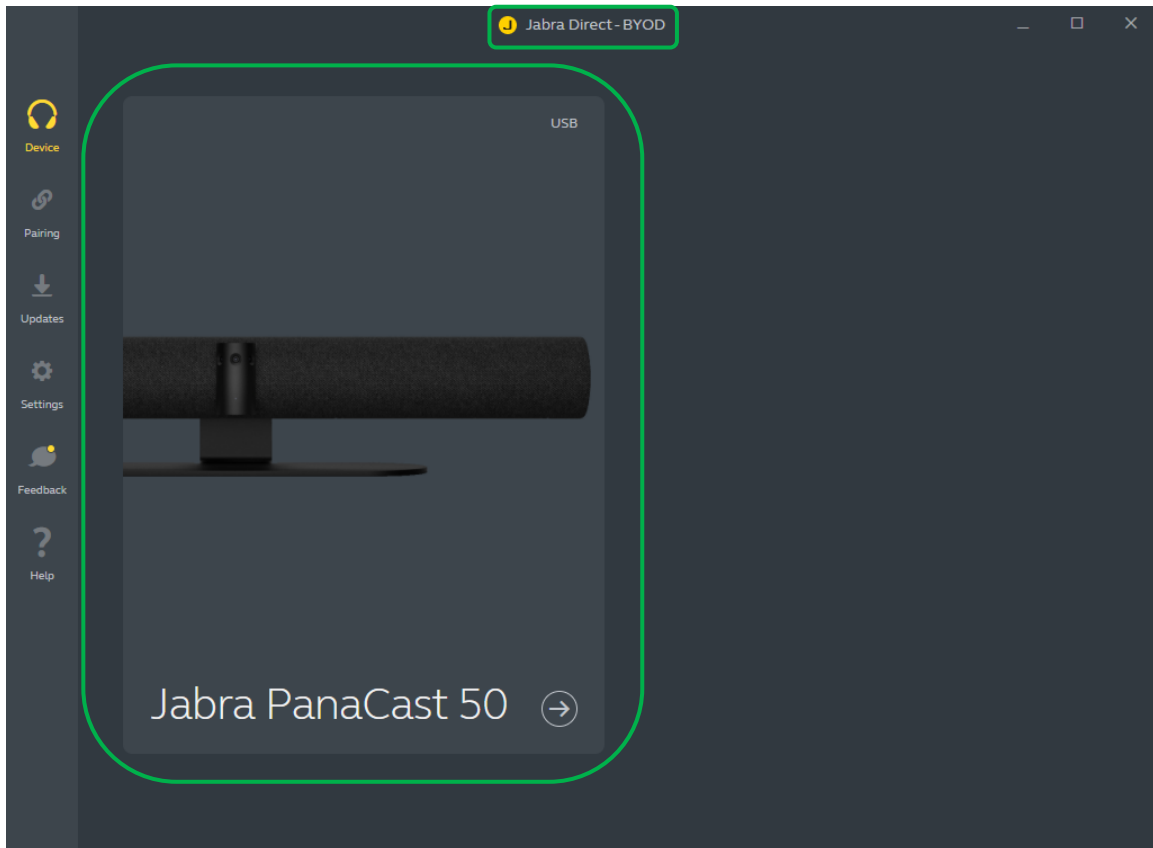 Jabra Direct-BYOD
Device
Pairing
Updates
Settings
Feedback
? Help
USB
Jabra PanaCast 50